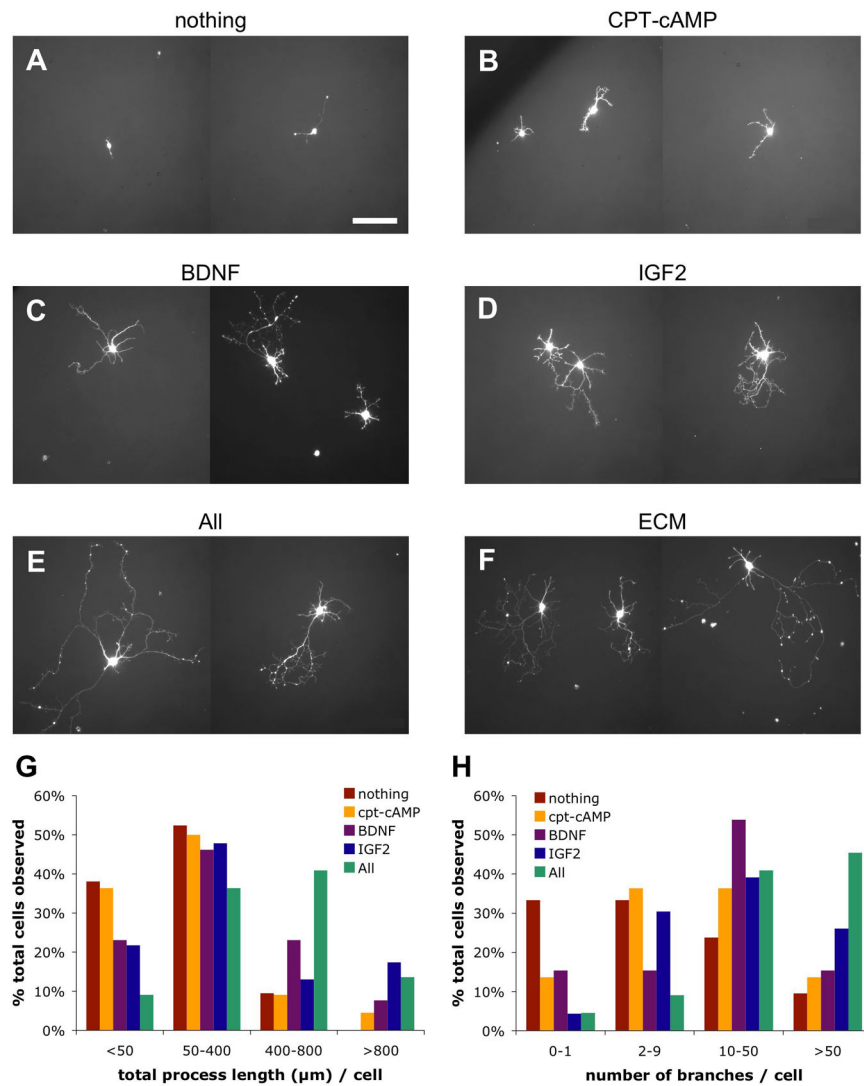 nothing
CPT-cAMP
A
B
BDNF
IGF2
C
D
All
ECM
E
F
G
60%
50%
40%
30%
20%
10%
0%
% total cells observed
nothing
cpt-cAMP
BDNF
IGF2
All
<50
50-400
400-800
>800
total process length (µm) / cell
H
60%
50%
40%
30%
20%
10%
0%
% total cells observed
nothing
cpt-cAMP
BDNF
IGF2
All
0-1
2-9
10-50
>50
number of branches / cell